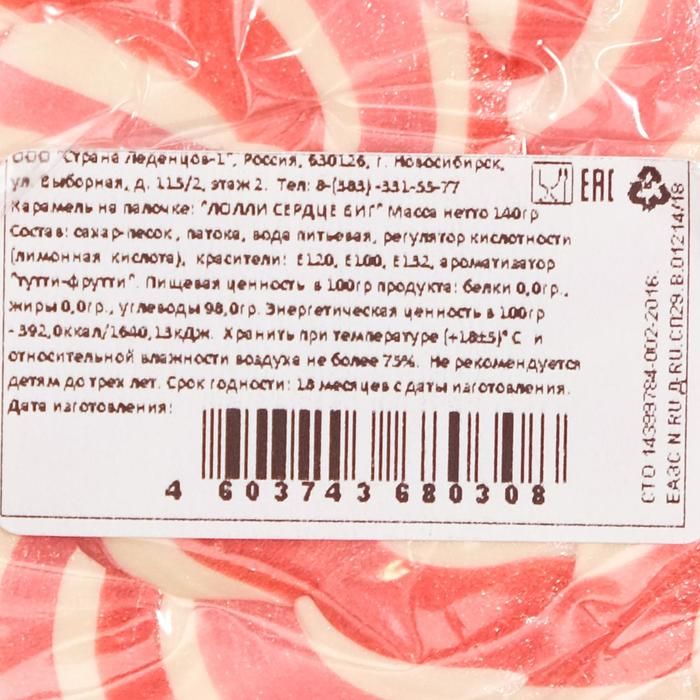 ООО "Страна Леденцов-1", Россия, 630126, г. Новосибирск,
ул. Выборная, д. 115/2, этаж 2. Тел: 8-(383)-331-55-77
Карамель на палочке: "ЛОЛЛИ СЕРДЦЕ БИГ" Масса нетто 140гр
Состав: сахар-песок, патока, вода питьевая, регулятор кислотности
(лимонная кислота), красители: Е120, Е100, Е132, ароматизатор
"тутти-фрутти". Пищевая ценность в 100гр продукта: белки 0,0гр.,
жиры 0,0гр., углеводы 98,0гр. Энергетическая ценность в 100гр
- 392,0ккал/1640,13кДж. Хранить при температуре (+18±5)°С и
относительной влажности воздуха не более 75%. Не рекомендуется
детям до трех лет. Срок годности: 18 месяцев с даты изготовления.
Дата изготовления:
4 603743 680308
ЕАС
СТО 14399784-002-2016.
ЕАЭС N RU Д-RU.СП29.В.01214/18